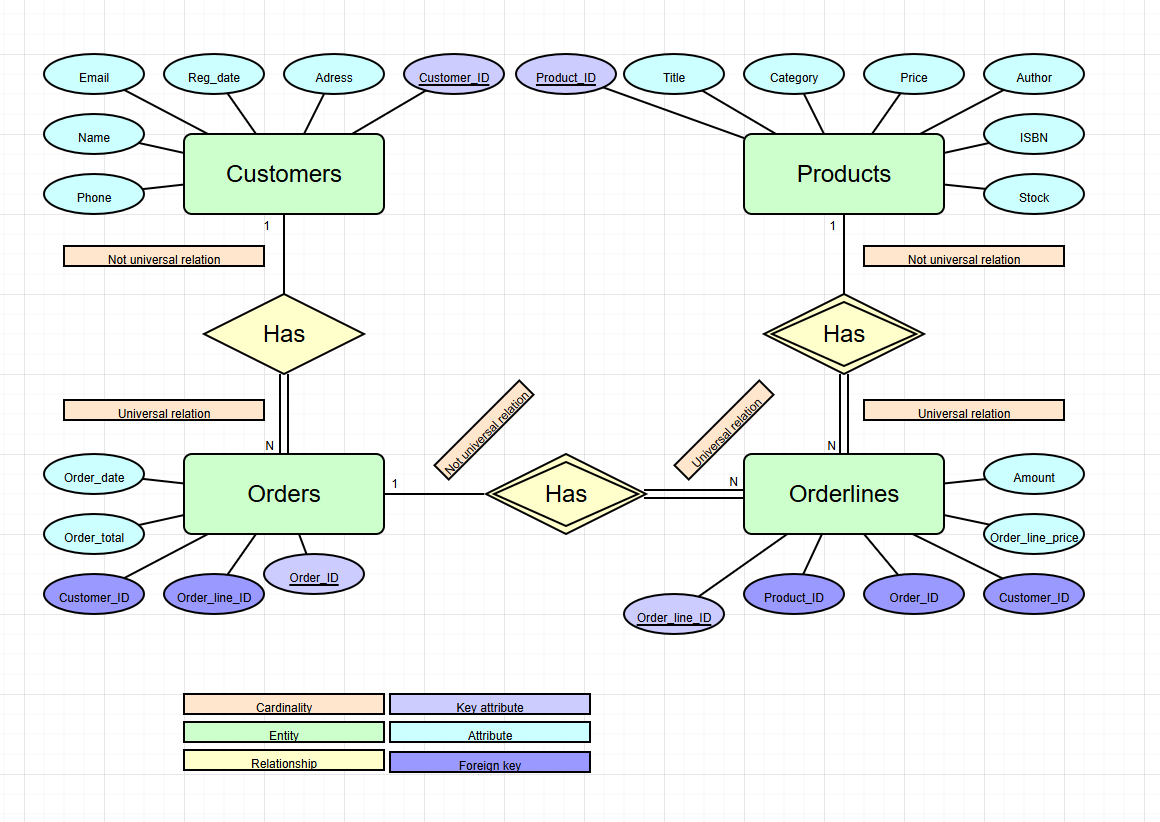 Email
Reg_date
Adress
Customer_ID
Product_ID
Title
Category
Price
Author
Name
ISBN
Phone
Stock
Customers
Products
1
1
Not universal relation
Not universal relation
Has
Has
Universal relation
Universal relation
Not universal relation
Universal relation
N
N
Order_date
Orders
1
Has
N
Orderlines
Amount
Order_total
Order_line_price
Customer_ID
Order_line_ID
Order_ID
Order_line_ID
Product_ID
Order_ID
Customer_ID
Cardinality
Key attribute
Entity
Attribute
Relationship
Foreign key